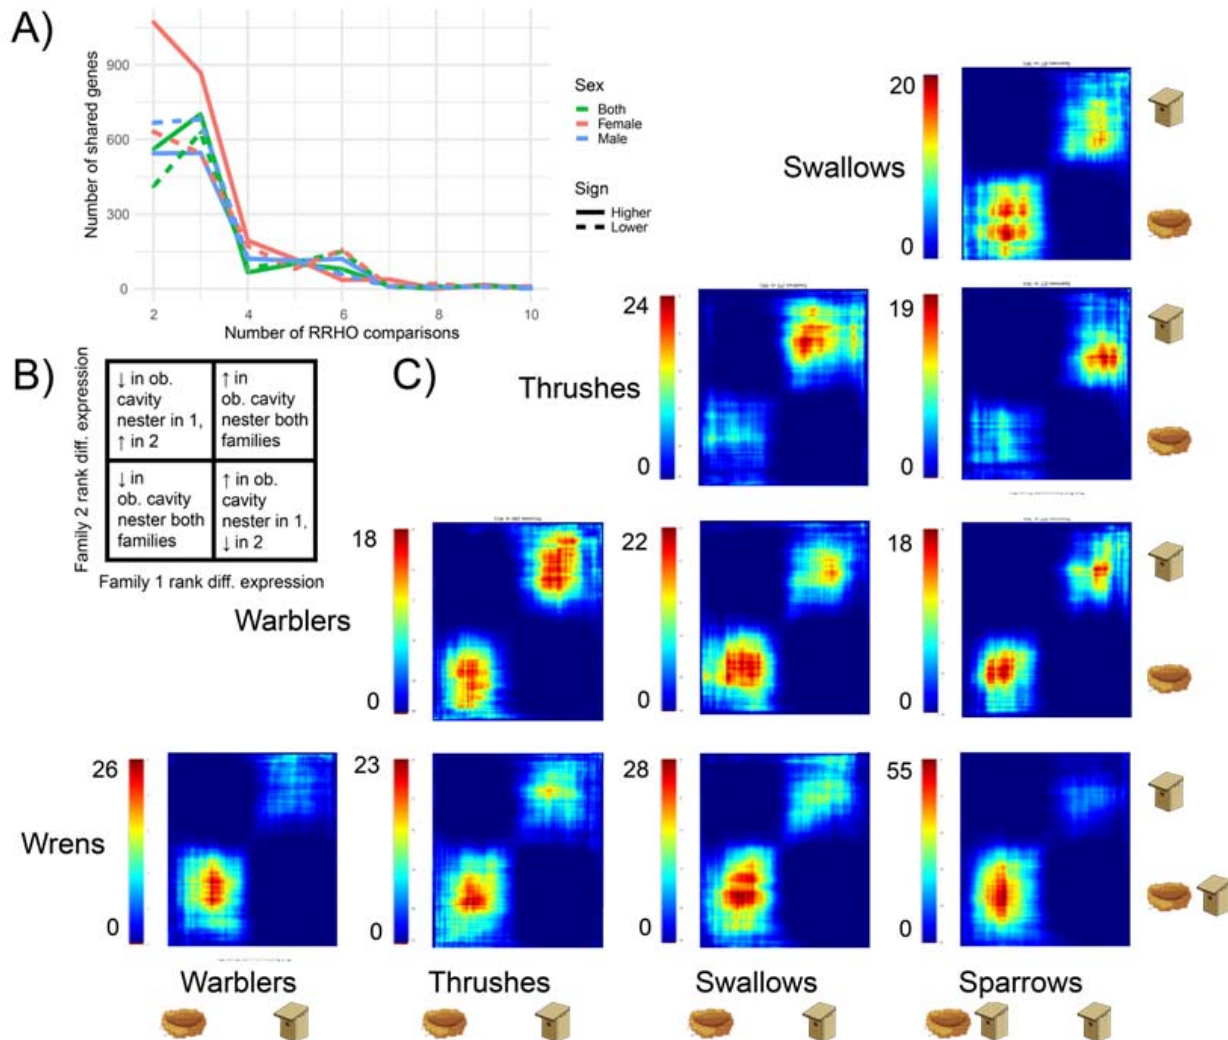 A)
Number of shared genes
900
600
300
0
2
4
6
8
10
Number of RRHO comparisons
Sex
Both
Female
Male
Sign
Higher
Lower
B)
Family 2 rank diff. expression
↓ in ob.
cavity
nester in 1,
↑ in 2
↑ in
ob. cavity
nester both
families
↓ in
ob. cavity
nester both
families
↑ in ob.
cavity
nester in 1,
↓ in 2
Family 1 rank diff. expression
C)
Swallows
20
0
Thrushes
24
0
19
0
Warblers
18
0
22
0
18
0
Wrens
26
0
23
0
28
0
55
0
Warblers
Thrushes
Swallows
Sparrows